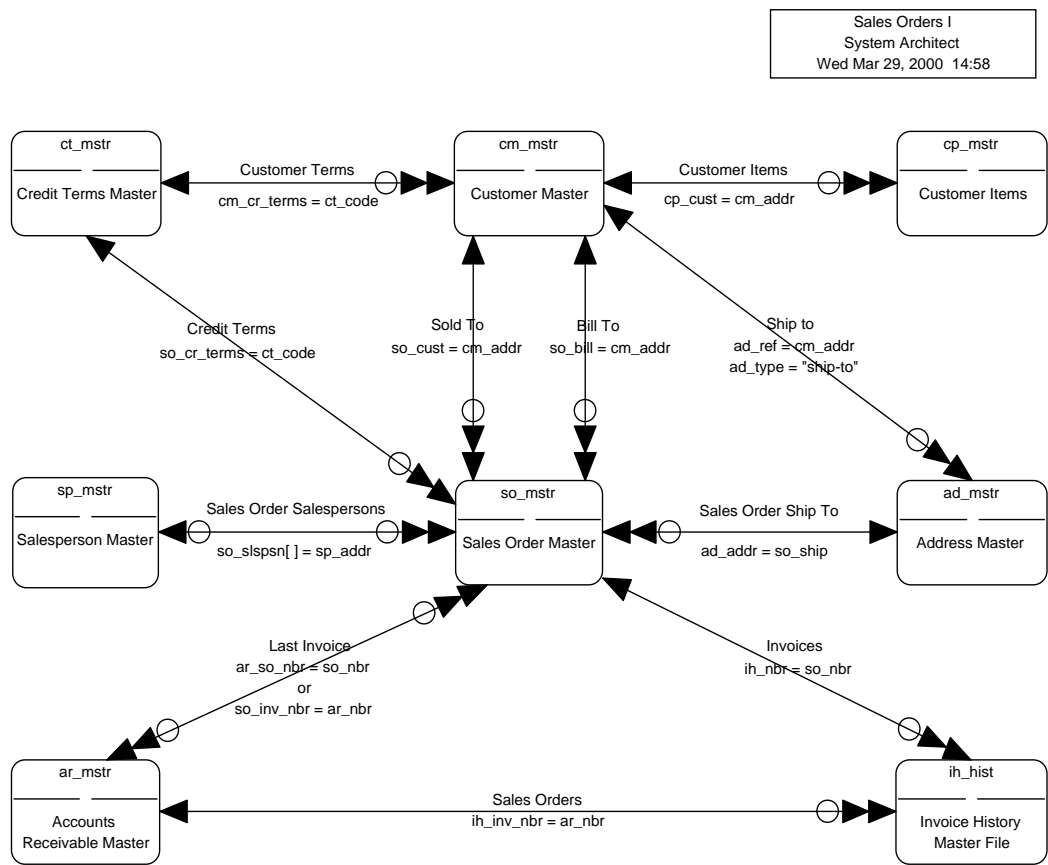 Sales Orders I
System Architect
Wed Mar 29, 2000 14:58
ct_mstr
Credit Terms Master
Customer Terms
cm_cr_terms = ct_code
cm_mstr
Customer Master
Customer Items
cp_cust = cm_addr
cp_mstr
Customer Items
Credit Terms
so_cr_terms = ct_code
Sold To
so_cust = cm_addr
Bill To
so_bill = cm_addr
Ship to
ad_ref = cm_addr
ad_type = "ship-to"
sp_mstr
Salesperson Master
Sales Order Salespersons
so_slspsn[ ] = sp_addr
so_mstr
Sales Order Master
Sales Order Ship To
ad_addr = so_ship
ad_mstr
Address Master
Last Invoice
ar_so_nbr = so_nbr
or
so_inv_nbr = ar_nbr
Invoices
ih_nbr = so_nbr
ar_mstr
Accounts
Receivable Master
Sales Orders
ih_inv_nbr = ar_nbr
ih_hist
Invoice History
Master File